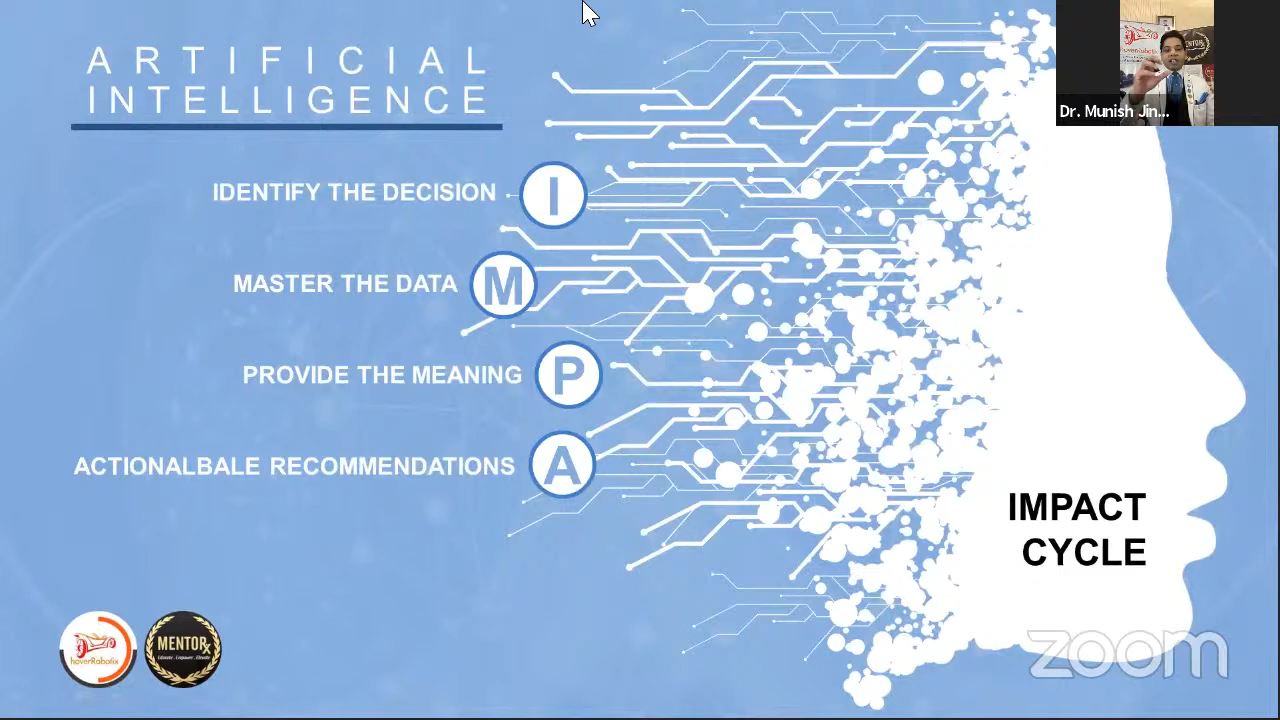 ARTIFICIAL
INTELLIGENCE
IDENTIFY THE DECISION
I
MASTER THE DATA
M
PROVIDE THE MEANING
P
ACTIONALBALE RECOMMENDATIONS
A
IMPACT
CYCLE
Dr. Munish Jin...
hoverRobotix
MENTORx
zoom